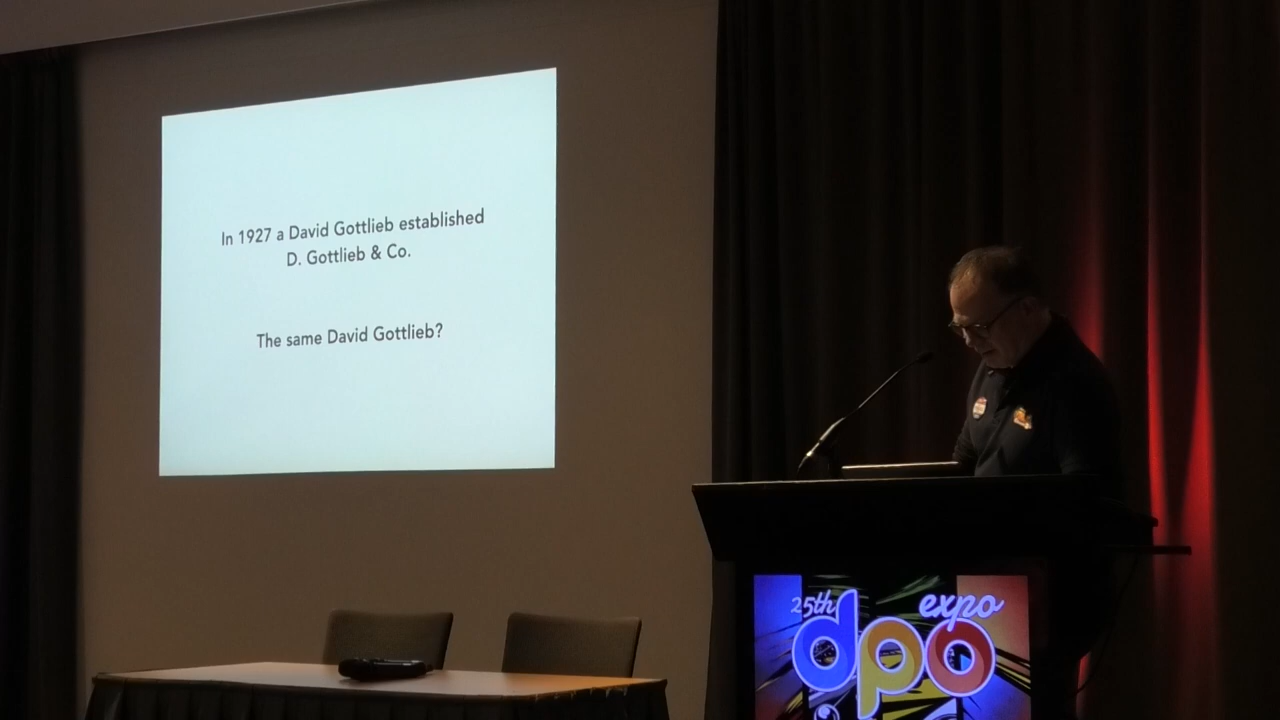 In 1927 a David Gottlieb established
D. Gottlieb & Co.
The same David Gottlieb?
25th expo
dpo